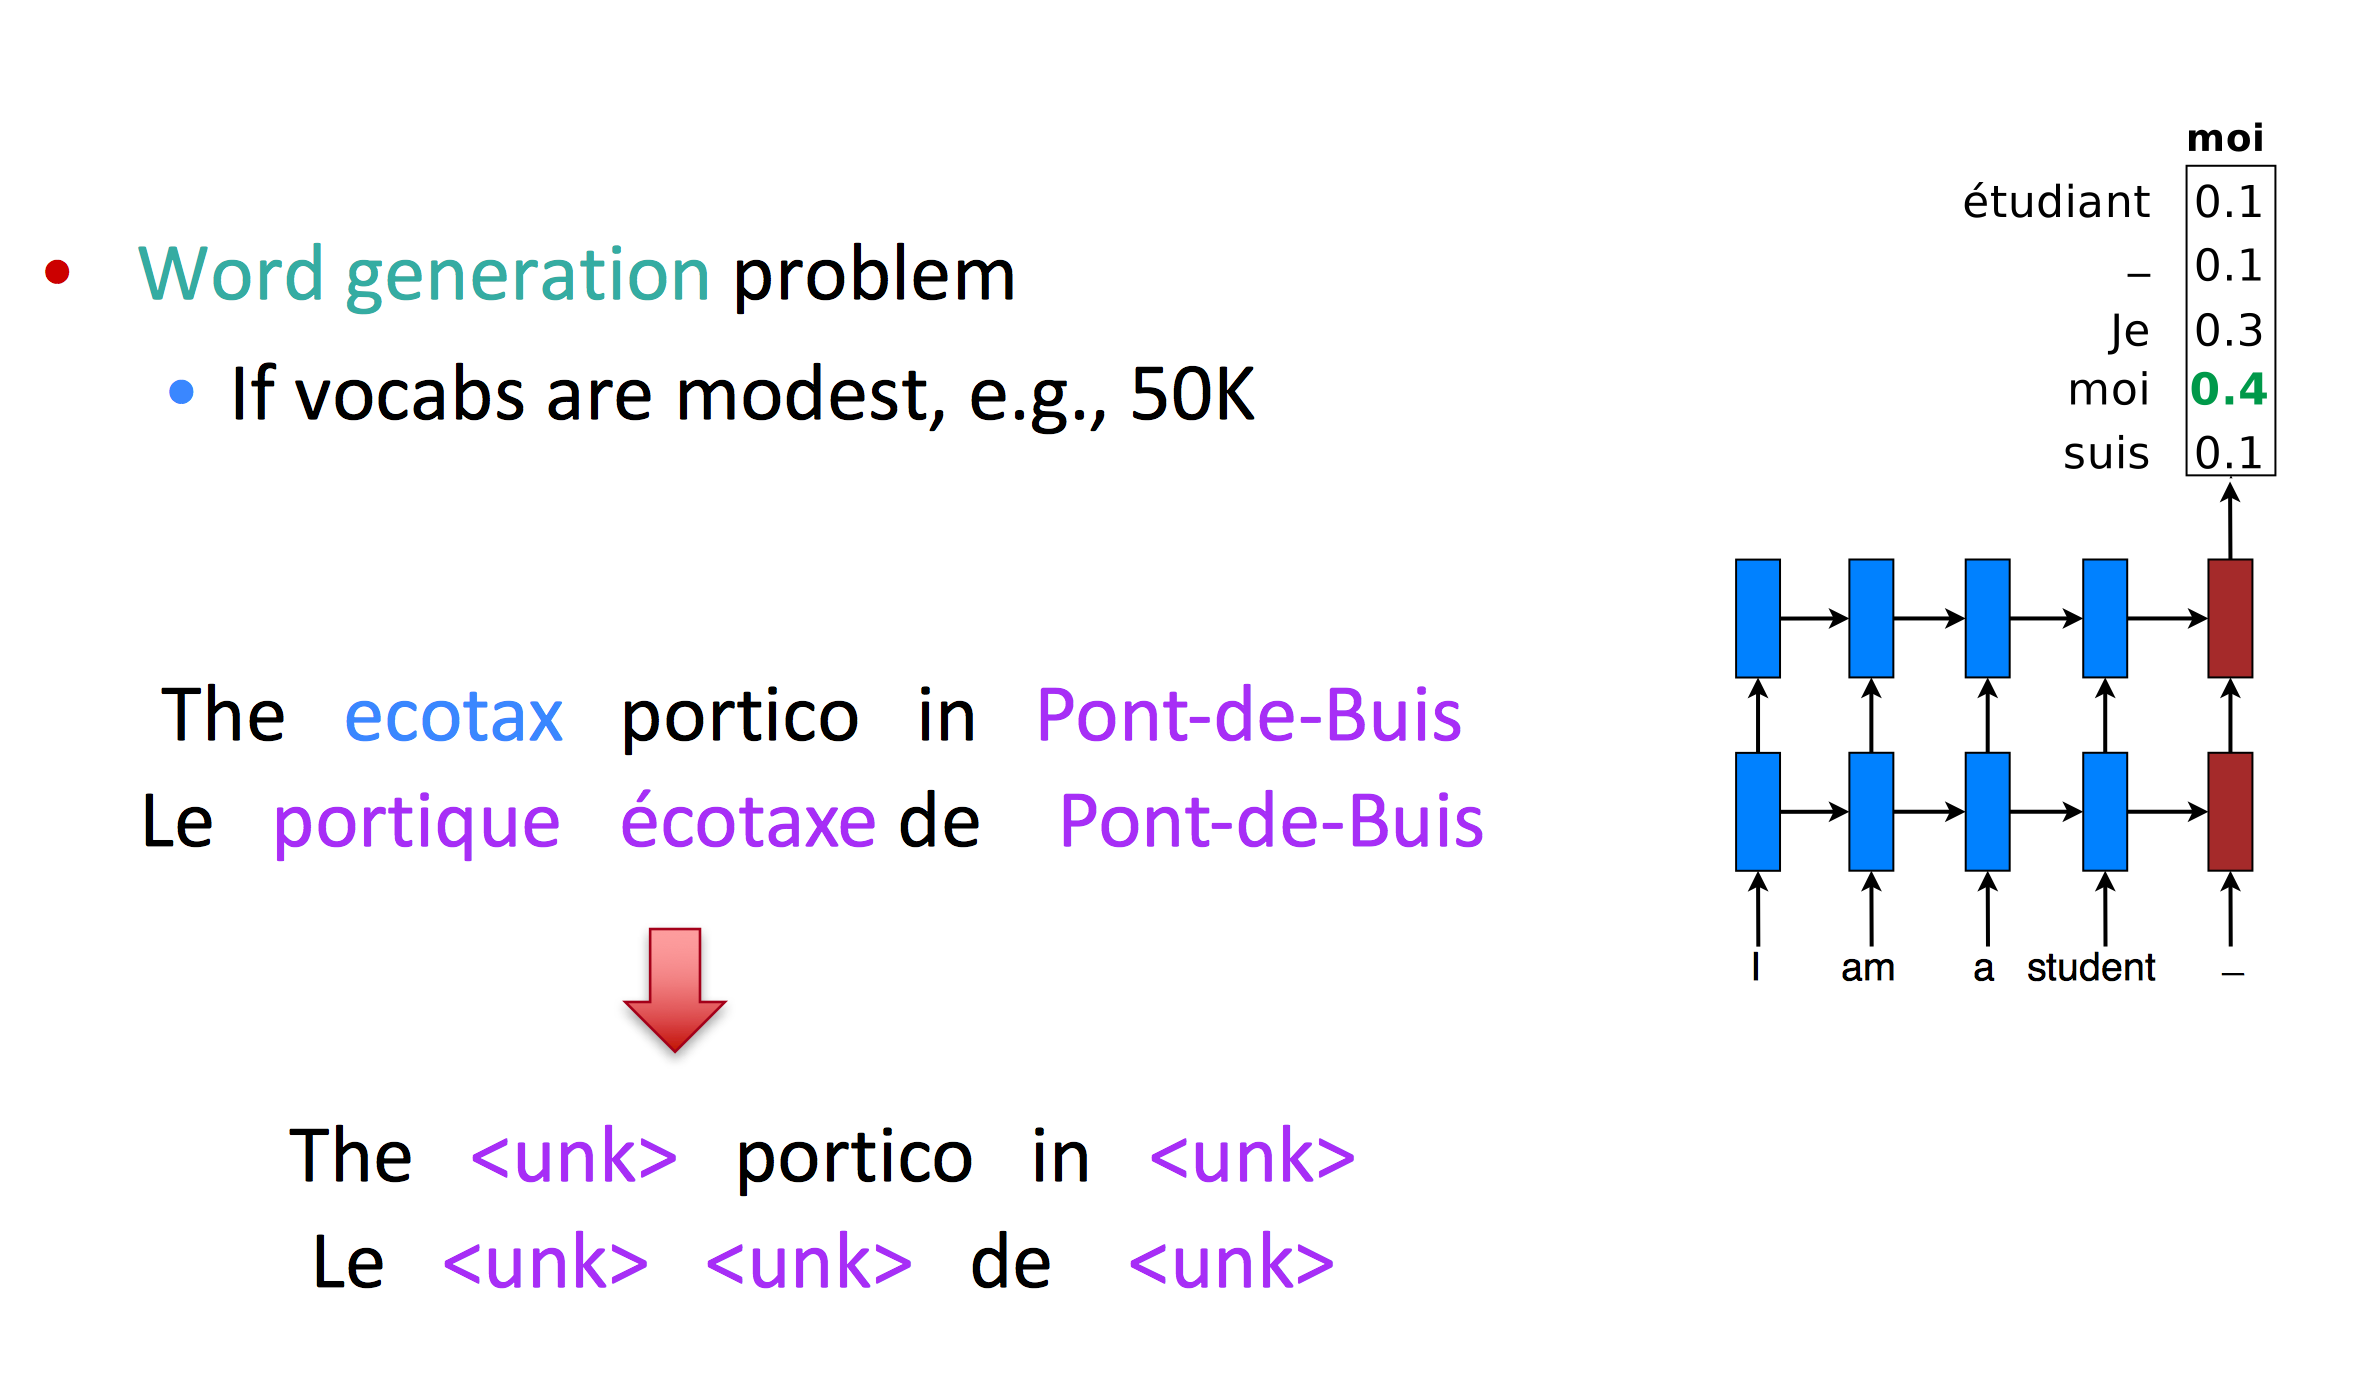 • Word generation problem
• If vocabs are modest, e.g., 50K
The ecotax portico in Pont-de-Buis
Le portique écotaxe de Pont-de-Buis
The <unk> portico in <unk>
Le <unk> <unk> de <unk>
moi
étudiant 0.1
_ 0.1
Je 0.3
moi 0.4
suis 0.1
I am a student _